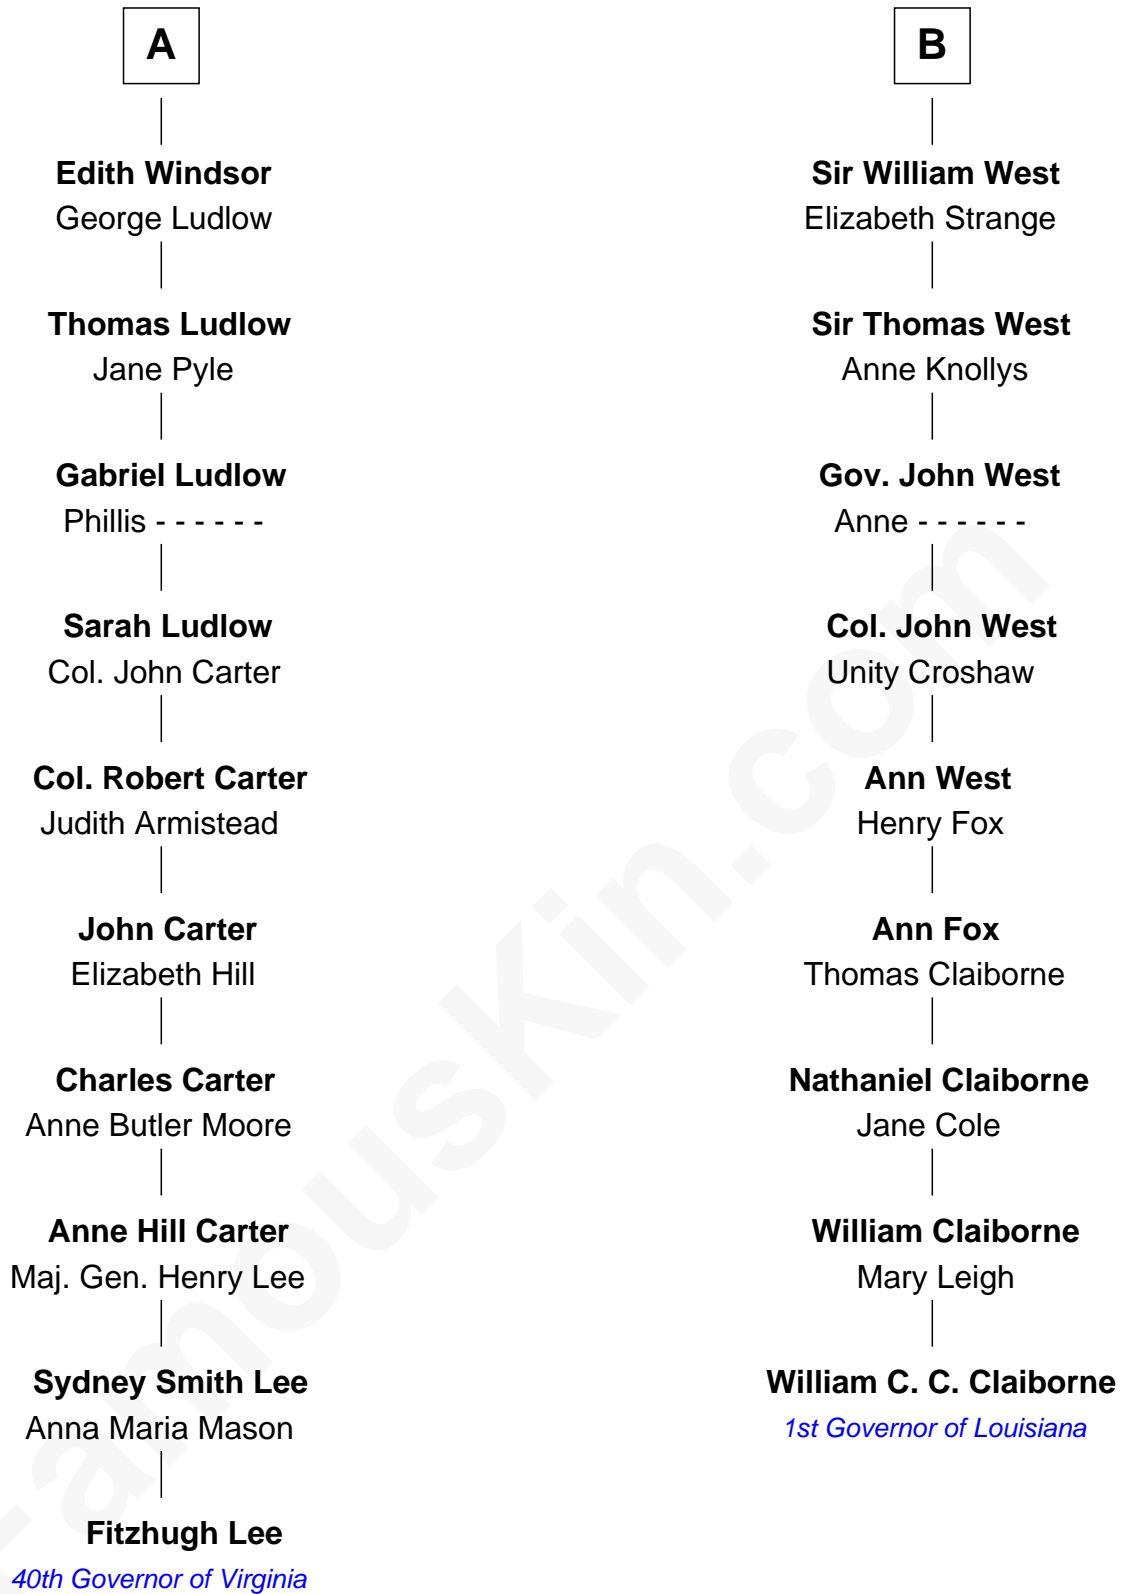 A
Edith Windsor
George Ludlow
Thomas Ludlow
Jane Pyle
Gabriel Ludlow
Phillis - - - - - -
Sarah Ludlow
Col. John Carter
Col. Robert Carter
Judith Armistead
John Carter
Elizabeth Hill
Charles Carter
Anne Butler Moore
Anne Hill Carter
Maj. Gen. Henry Lee
Sydney Smith Lee
Anna Maria Mason
Fitzhugh Lee
40th Governor of Virginia
B
Sir William West
Elizabeth Strange
Sir Thomas West
Anne Knollys
Gov. John West
Anne - - - - - -
Col. John West
Unity Croshaw
Ann West
Henry Fox
Ann Fox
Thomas Claiborne
Nathaniel Claiborne
Jane Cole
William Claiborne
Mary Leigh
William C. C. Claiborne
1st Governor of Louisiana
FamousKin.com